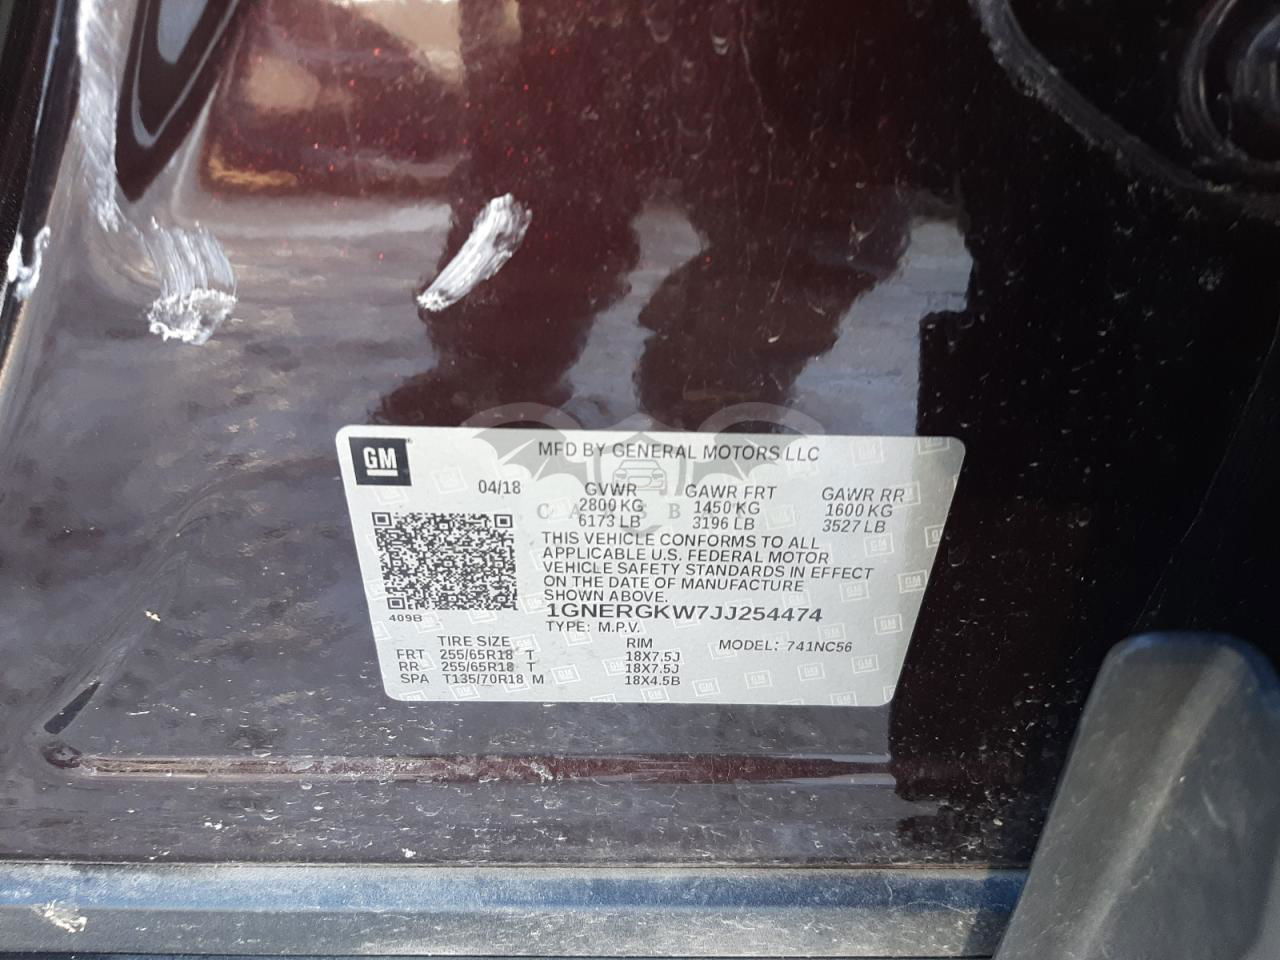 GM
MFD BY GENERAL MOTORS LLC
04/18 GVWR GAWR FRT GAWR RR
2800 KG 1450 KG 1600 KG
6173 LB 3196 LB 3527 LB
THIS VEHICLE CONFORMS TO ALL
APPLICABLE U.S. FEDERAL MOTOR
VEHICLE SAFETY STANDARDS IN EFFECT
ON THE DATE OF MANUFACTURE
SHOWN ABOVE.
409B 1GNERGKW7JJ254474
TYPE: M.P.V.
TIRE SIZE RIM MODEL: 741NC56
FRT 255/65R18 T 18X7.5J
RR 255/65R18 T 18X7.5J
SPA T135/70R18 M 18X4.5B